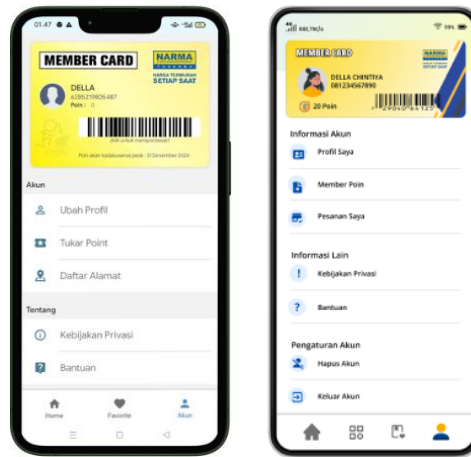 01.47
MEMBER CARD
NARMA
HARGA TERMURAH
SETIAP SAAT
DELLA
6285219805487
Poin : 0
Poin akan kadaluwarsa pada : 31 Desember 2024
Akun
Ubah Profil
Tukar Point
Daftar Alamat
Tentang
Kebijakan Privasi
Bantuan
Home
Favorite
Akun
MEMBER CARD
NARMA
SETIAP SAAT
DELLA CHINTIYA
081234567890
20 Poin
Informasi Akun
Profil Saya
Member Poin
Pesanan Saya
Informasi Lain
Kebijakan Privasi
Bantuan
Pengaturan Akun
Hapus Akun
Keluar Akun